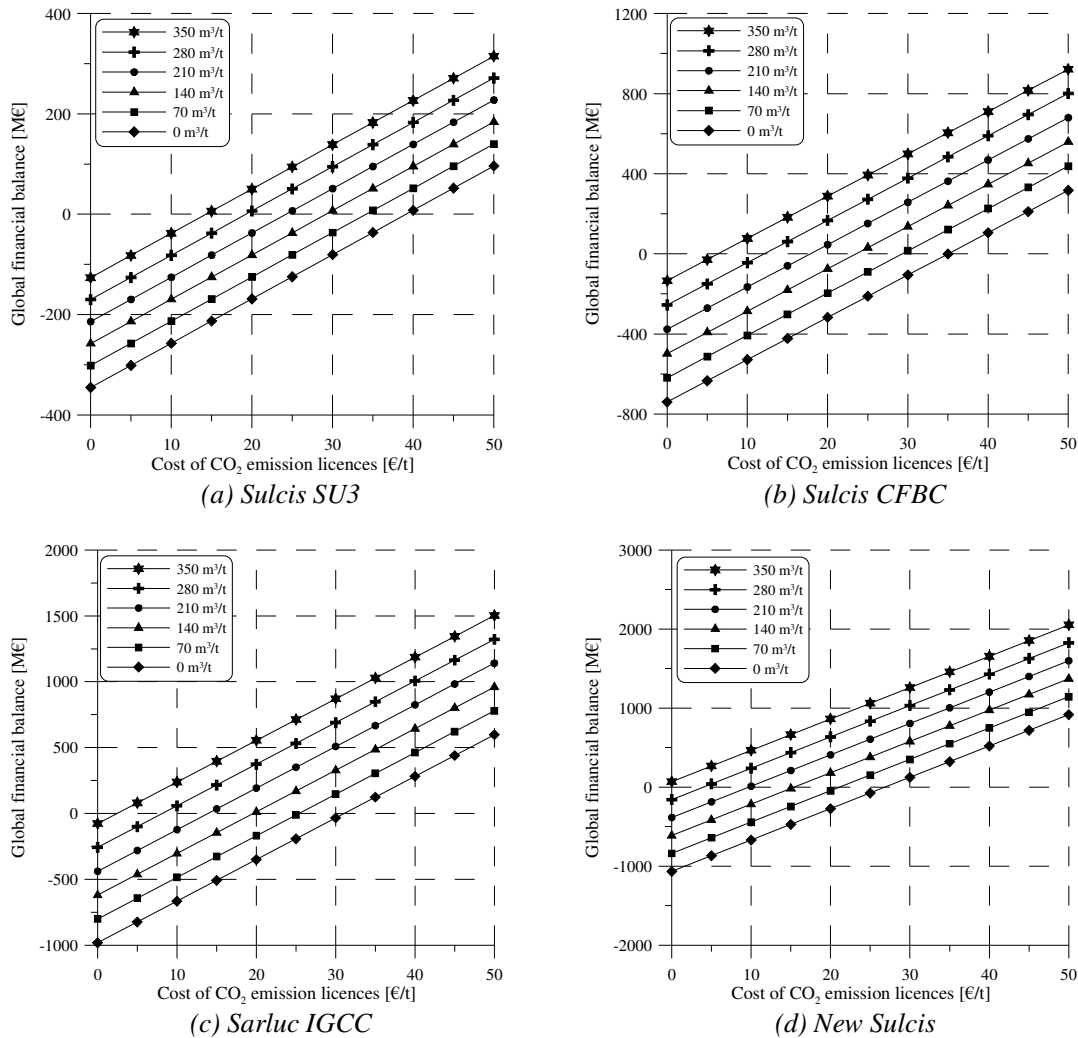 400
200
0
-200
-400
Global financial balance [M€]
350 m³/t
280 m³/t
210 m³/t
140 m³/t
70 m³/t
0 m³/t
0 10 20 30 40 50
Cost of CO₂ emission licences [€/t]
(a) Sulcis SU3
1200
800
400
0
-400
-800
Global financial balance [M€]
350 m³/t
280 m³/t
210 m³/t
140 m³/t
70 m³/t
0 m³/t
0 10 20 30 40 50
Cost of CO₂ emission licences [€/t]
(b) Sulcis CFBC
2000
1500
1000
500
0
-500
-1000
Global financial balance [M€]
350 m³/t
280 m³/t
210 m³/t
140 m³/t
70 m³/t
0 m³/t
0 10 20 30 40 50
Cost of CO₂ emission licences [€/t]
(c) Sarluc IGCC
3000
2000
1000
0
-1000
-2000
Global financial balance [M€]
350 m³/t
280 m³/t
210 m³/t
140 m³/t
70 m³/t
0 m³/t
0 10 20 30 40 50
Cost of CO₂ emission licences [€/t]
(d) New Sulcis